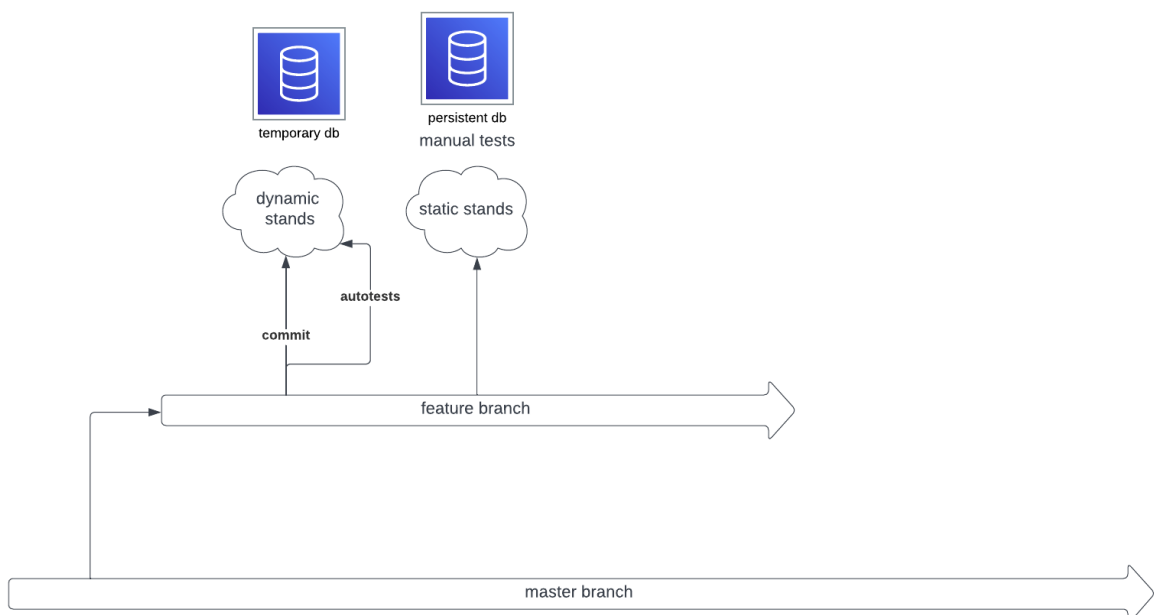 temporary db
persistent db
manual tests
dynamic
stands
static stands
autotests
commit
feature branch
master branch